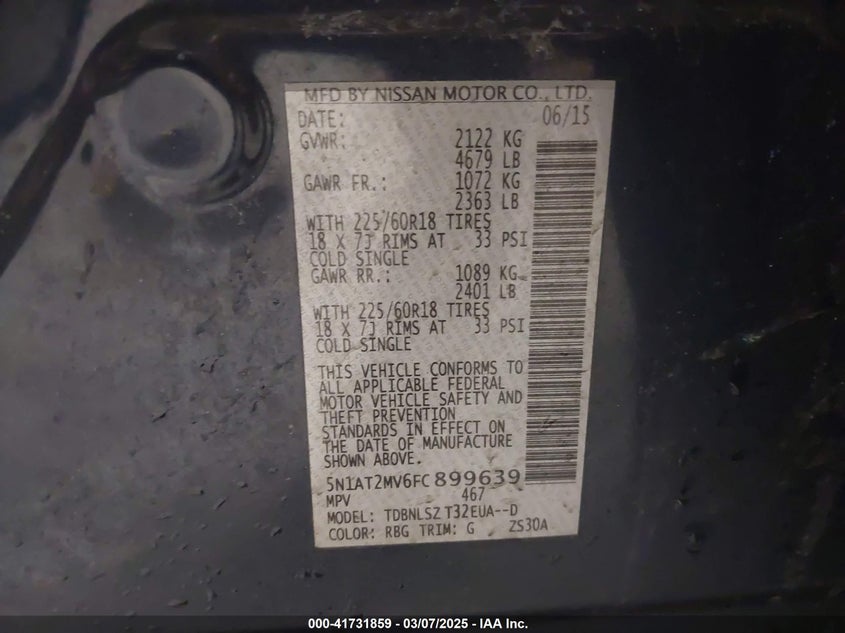 MFD BY NISSAN MOTOR CO., LTD.
DATE: 06/15
GVWR: 2122 KG
4679 LB
GAWR FR.: 1072 KG
2363 LB
WITH 225/60R18 TIRES
18 X 7J RIMS AT 33 PSI
COLD SINGLE
GAWR RR.: 1089 KG
2401 LB
WITH 225/60R18 TIRES
18 X 7J RIMS AT 33 PSI
COLD SINGLE
THIS VEHICLE CONFORMS TO
ALL APPLICABLE FEDERAL
MOTOR VEHICLE SAFETY AND
THEFT PREVENTION
STANDARDS IN EFFECT ON
THE DATE OF MANUFACTURE
SHOWN ABOVE.
5N1AT2MV6FC899639
MPV 467
MODEL: TDBNLSZ T32EUA--D
COLOR: RBG TRIM: G ZS30A
000-41731859 — 03/07/2025 — IAA Inc.